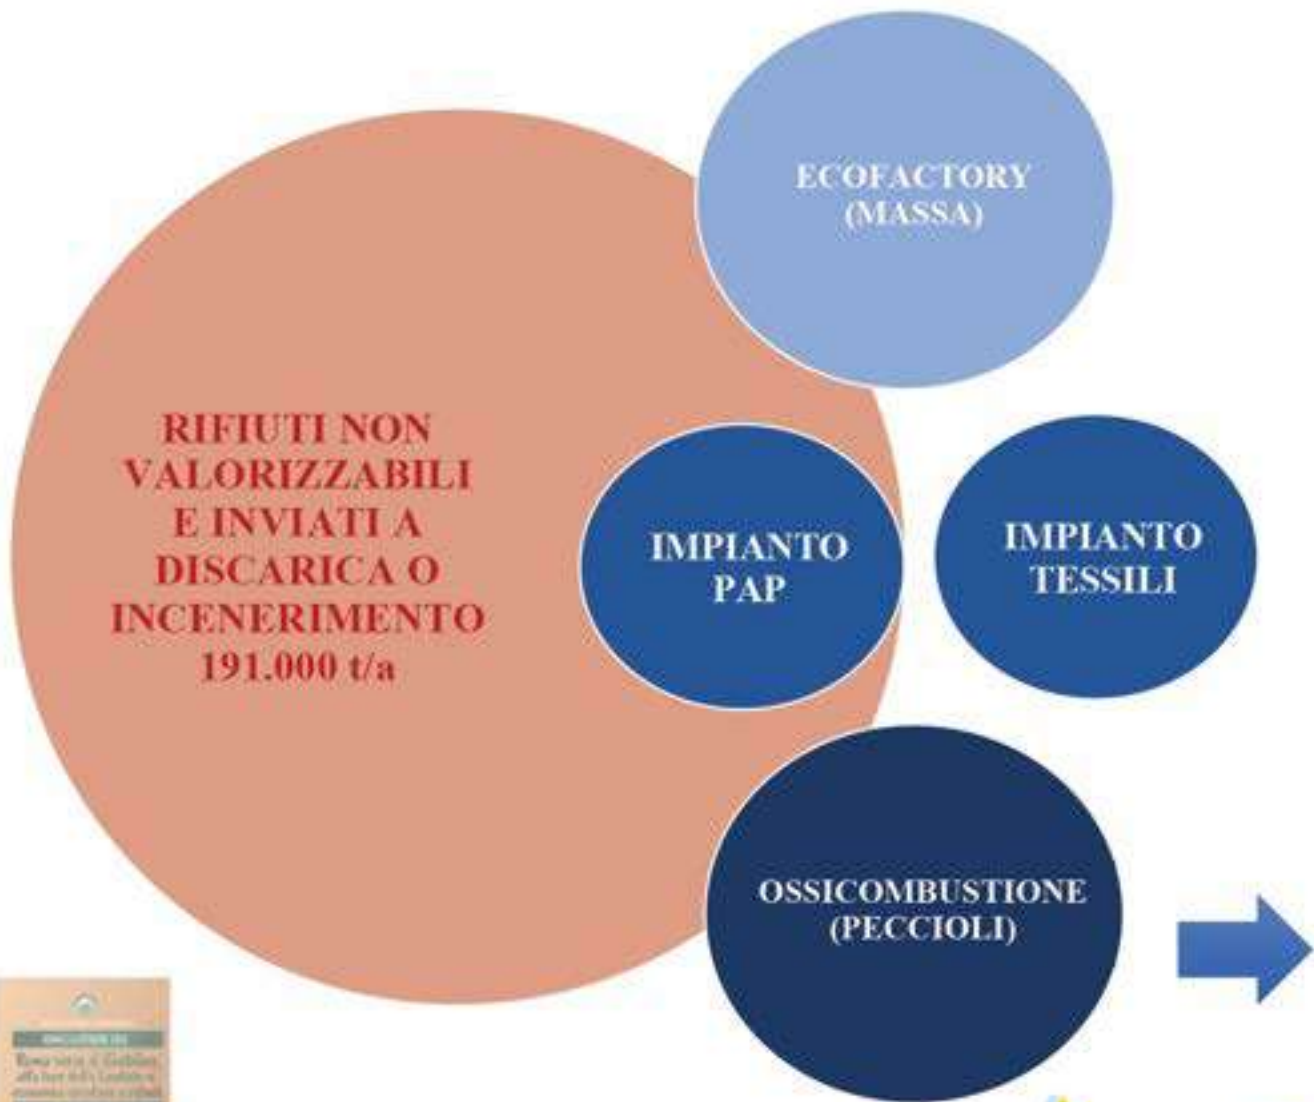 ECOFACTORY
(MASSA)
RIFIUTI NON
VALORIZZABILI
E INVIATI A
DISCARICA O
INCENERIMENTO
191.000 t/a
IMPIANTO
PAP
IMPIANTO
TESSILI
OSSICOMBUSTIONE
(PECCIOLI)